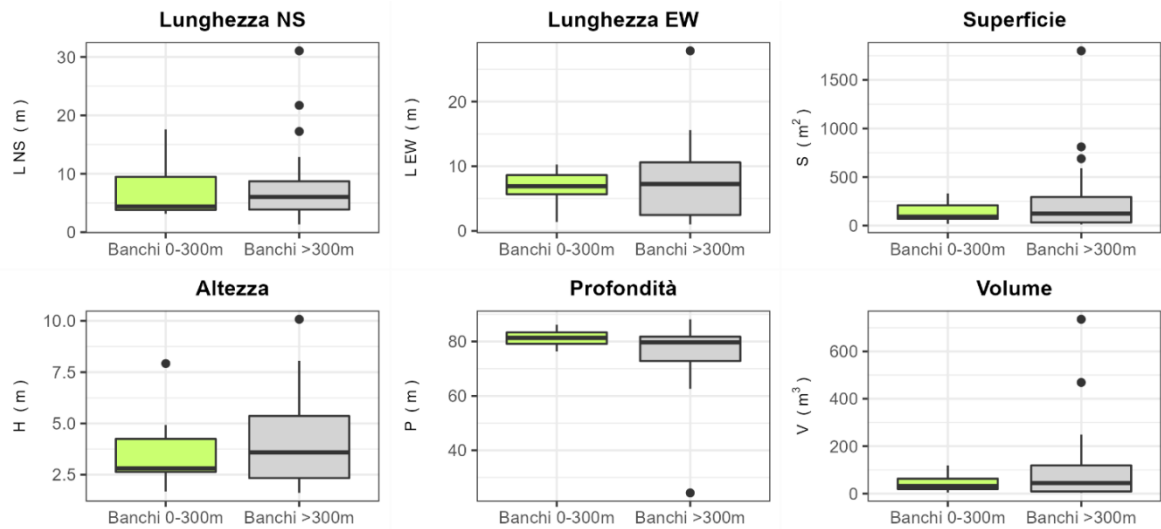 Lunghezza NS
Lunghezza EW
Superficie
L NS ( m )
30
20
10
0
Banchi 0-300m
Banchi >300m
L EW ( m )
20
10
0
Banchi 0-300m
Banchi >300m
S ( m²)
1500
1000
500
0
Banchi 0-300m
Banchi >300m
Altezza
Profondità
Volume
H ( m )
10.0
7.5
5.0
2.5
Banchi 0-300m
Banchi >300m
P ( m )
80
60
40
Banchi 0-300m
Banchi >300m
V ( m³)
600
400
200
0
Banchi 0-300m
Banchi >300m